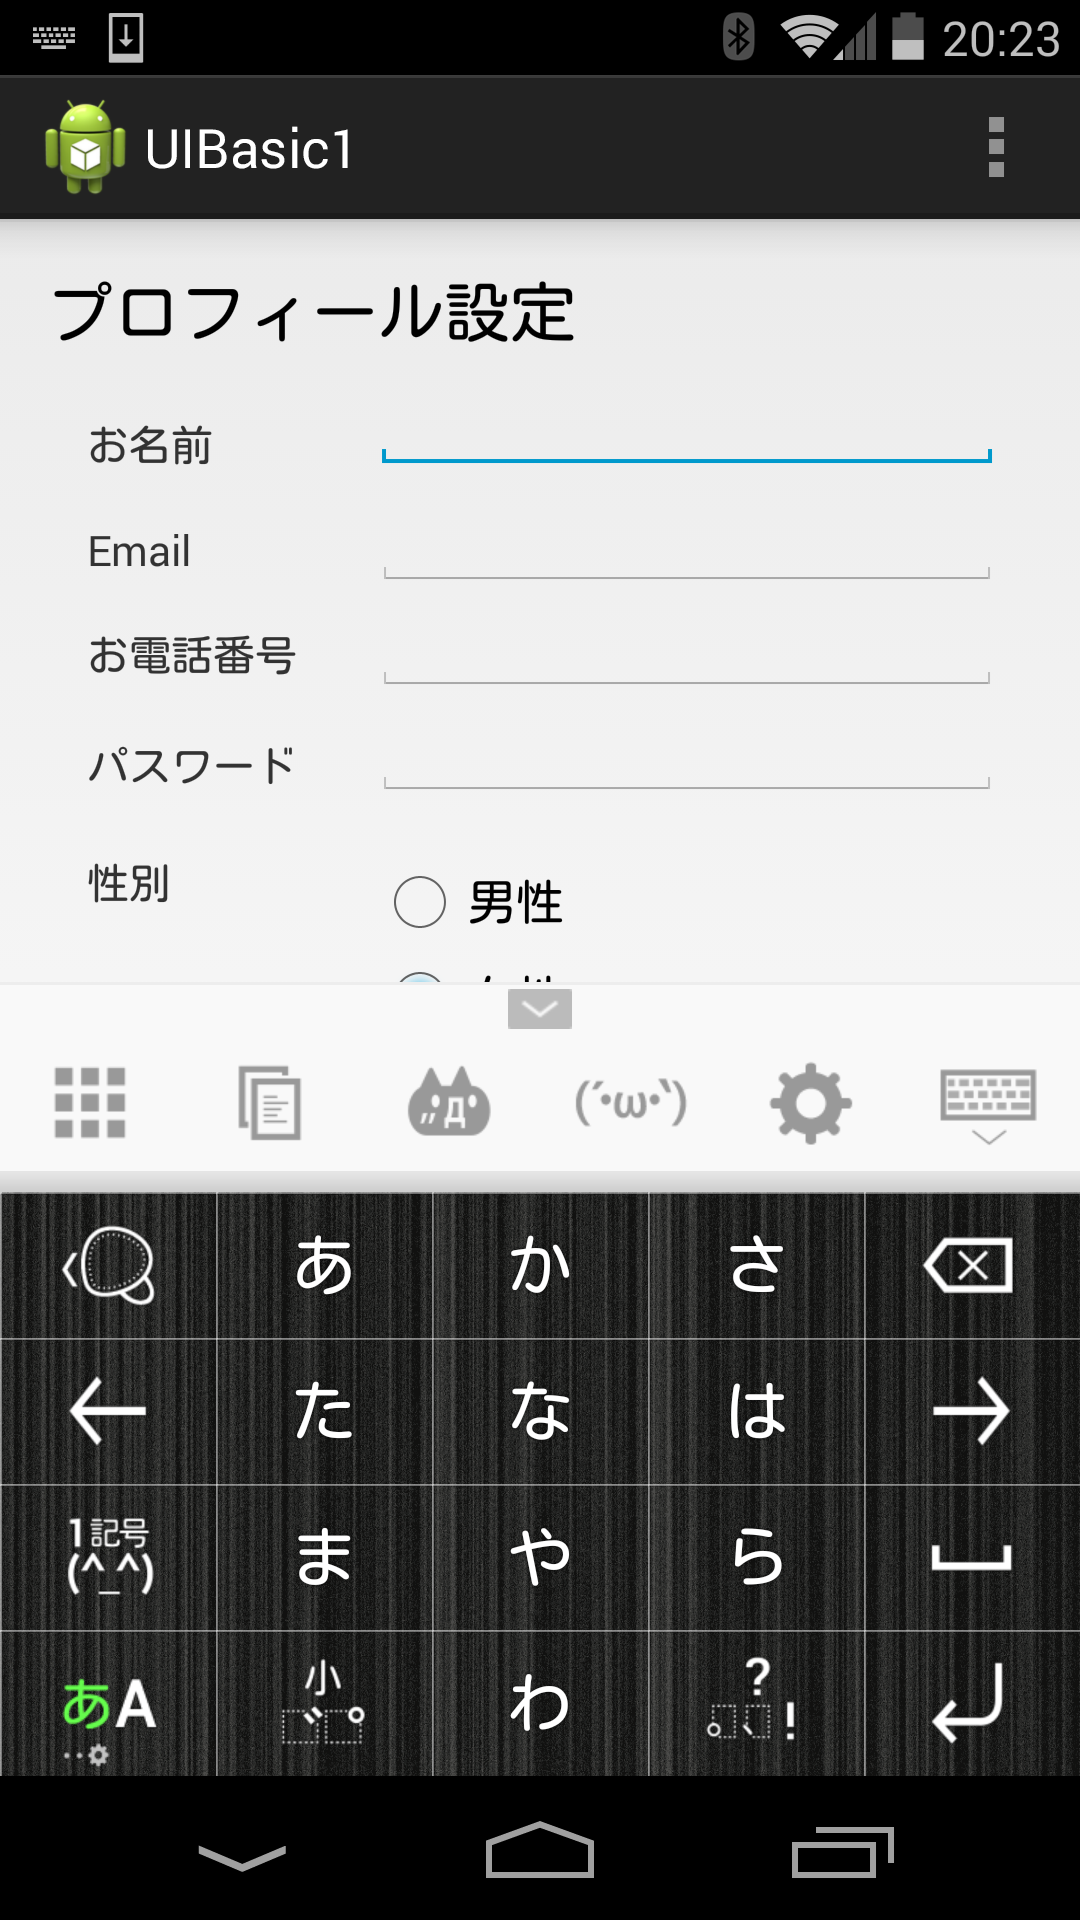 20:23
UIBasic1
プロフィール設定
お名前
Email
お電話番号
パスワード
性別
男性
(´•ω•`)
あ
か
さ
た
な
は
1記号
(^_^)
ま
や
ら
あA
小
゛゜
わ
?
。、!